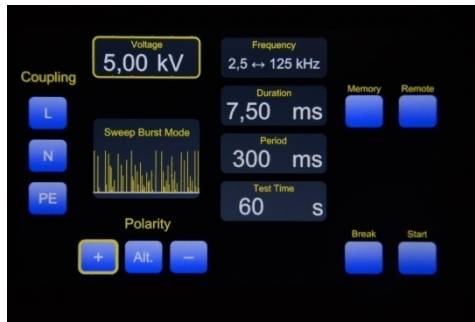 Coupling
L
N
PE
Voltage
5,00 kV
Sweep Burst Mode
Polarity
+
Alt.
−
Frequency
2,5 ↔ 125 kHz
Duration
7,50 ms
Period
300 ms
Test Time
60 s
Memory
Remote
Break
Start